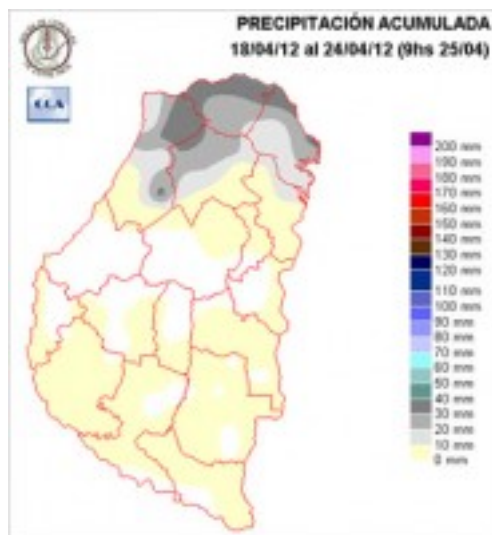 PRECIPITACIÓN ACUMULADA
18/04/12 al 24/04/12 (9hs 25/04)
200 mm
190 mm
180 mm
170 mm
160 mm
150 mm
140 mm
130 mm
120 mm
110 mm
100 mm
90 mm
80 mm
70 mm
60 mm
50 mm
40 mm
30 mm
20 mm
10 mm
0 mm